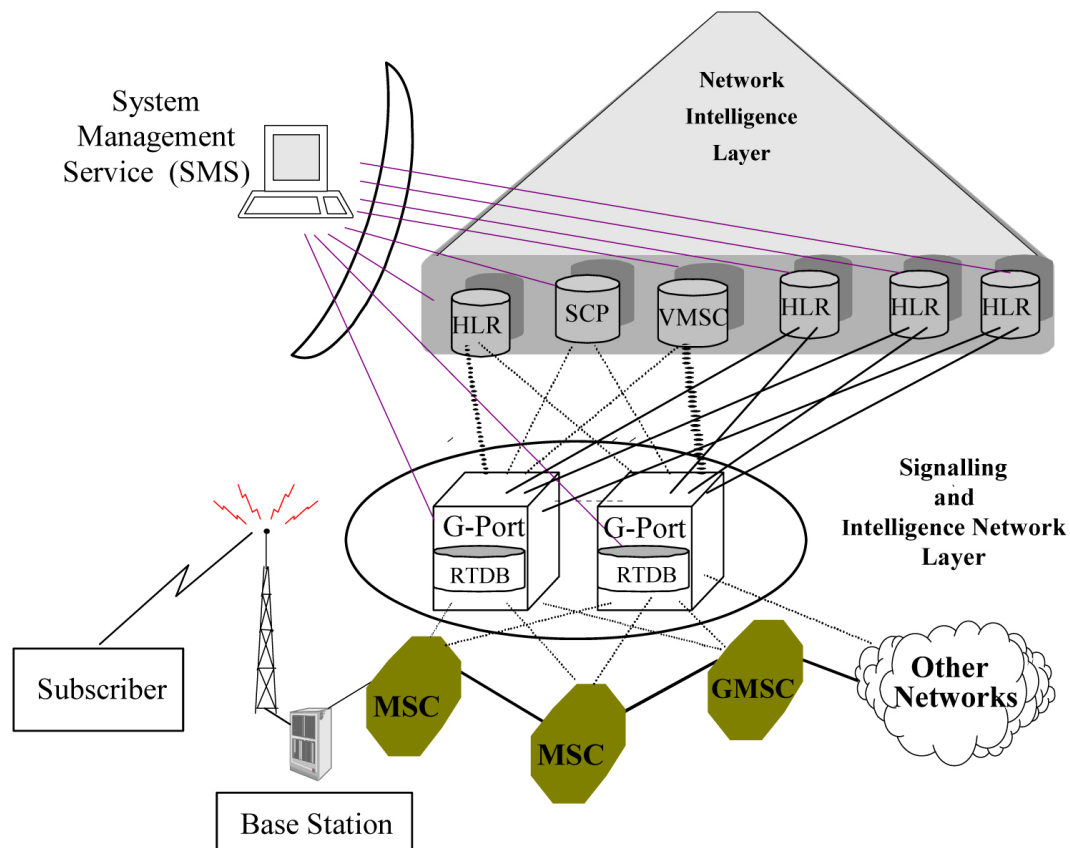 System
Management
Service (SMS)
Network
Intelligence
Layer
HLR
SCP
VMSC
HLR
HLR
HLR
Signalling
and
Intelligence Network
Layer
G-Port
RTDB
G-Port
RTDB
Subscriber
MSC
MSC
GMSC
Other
Networks
Base Station